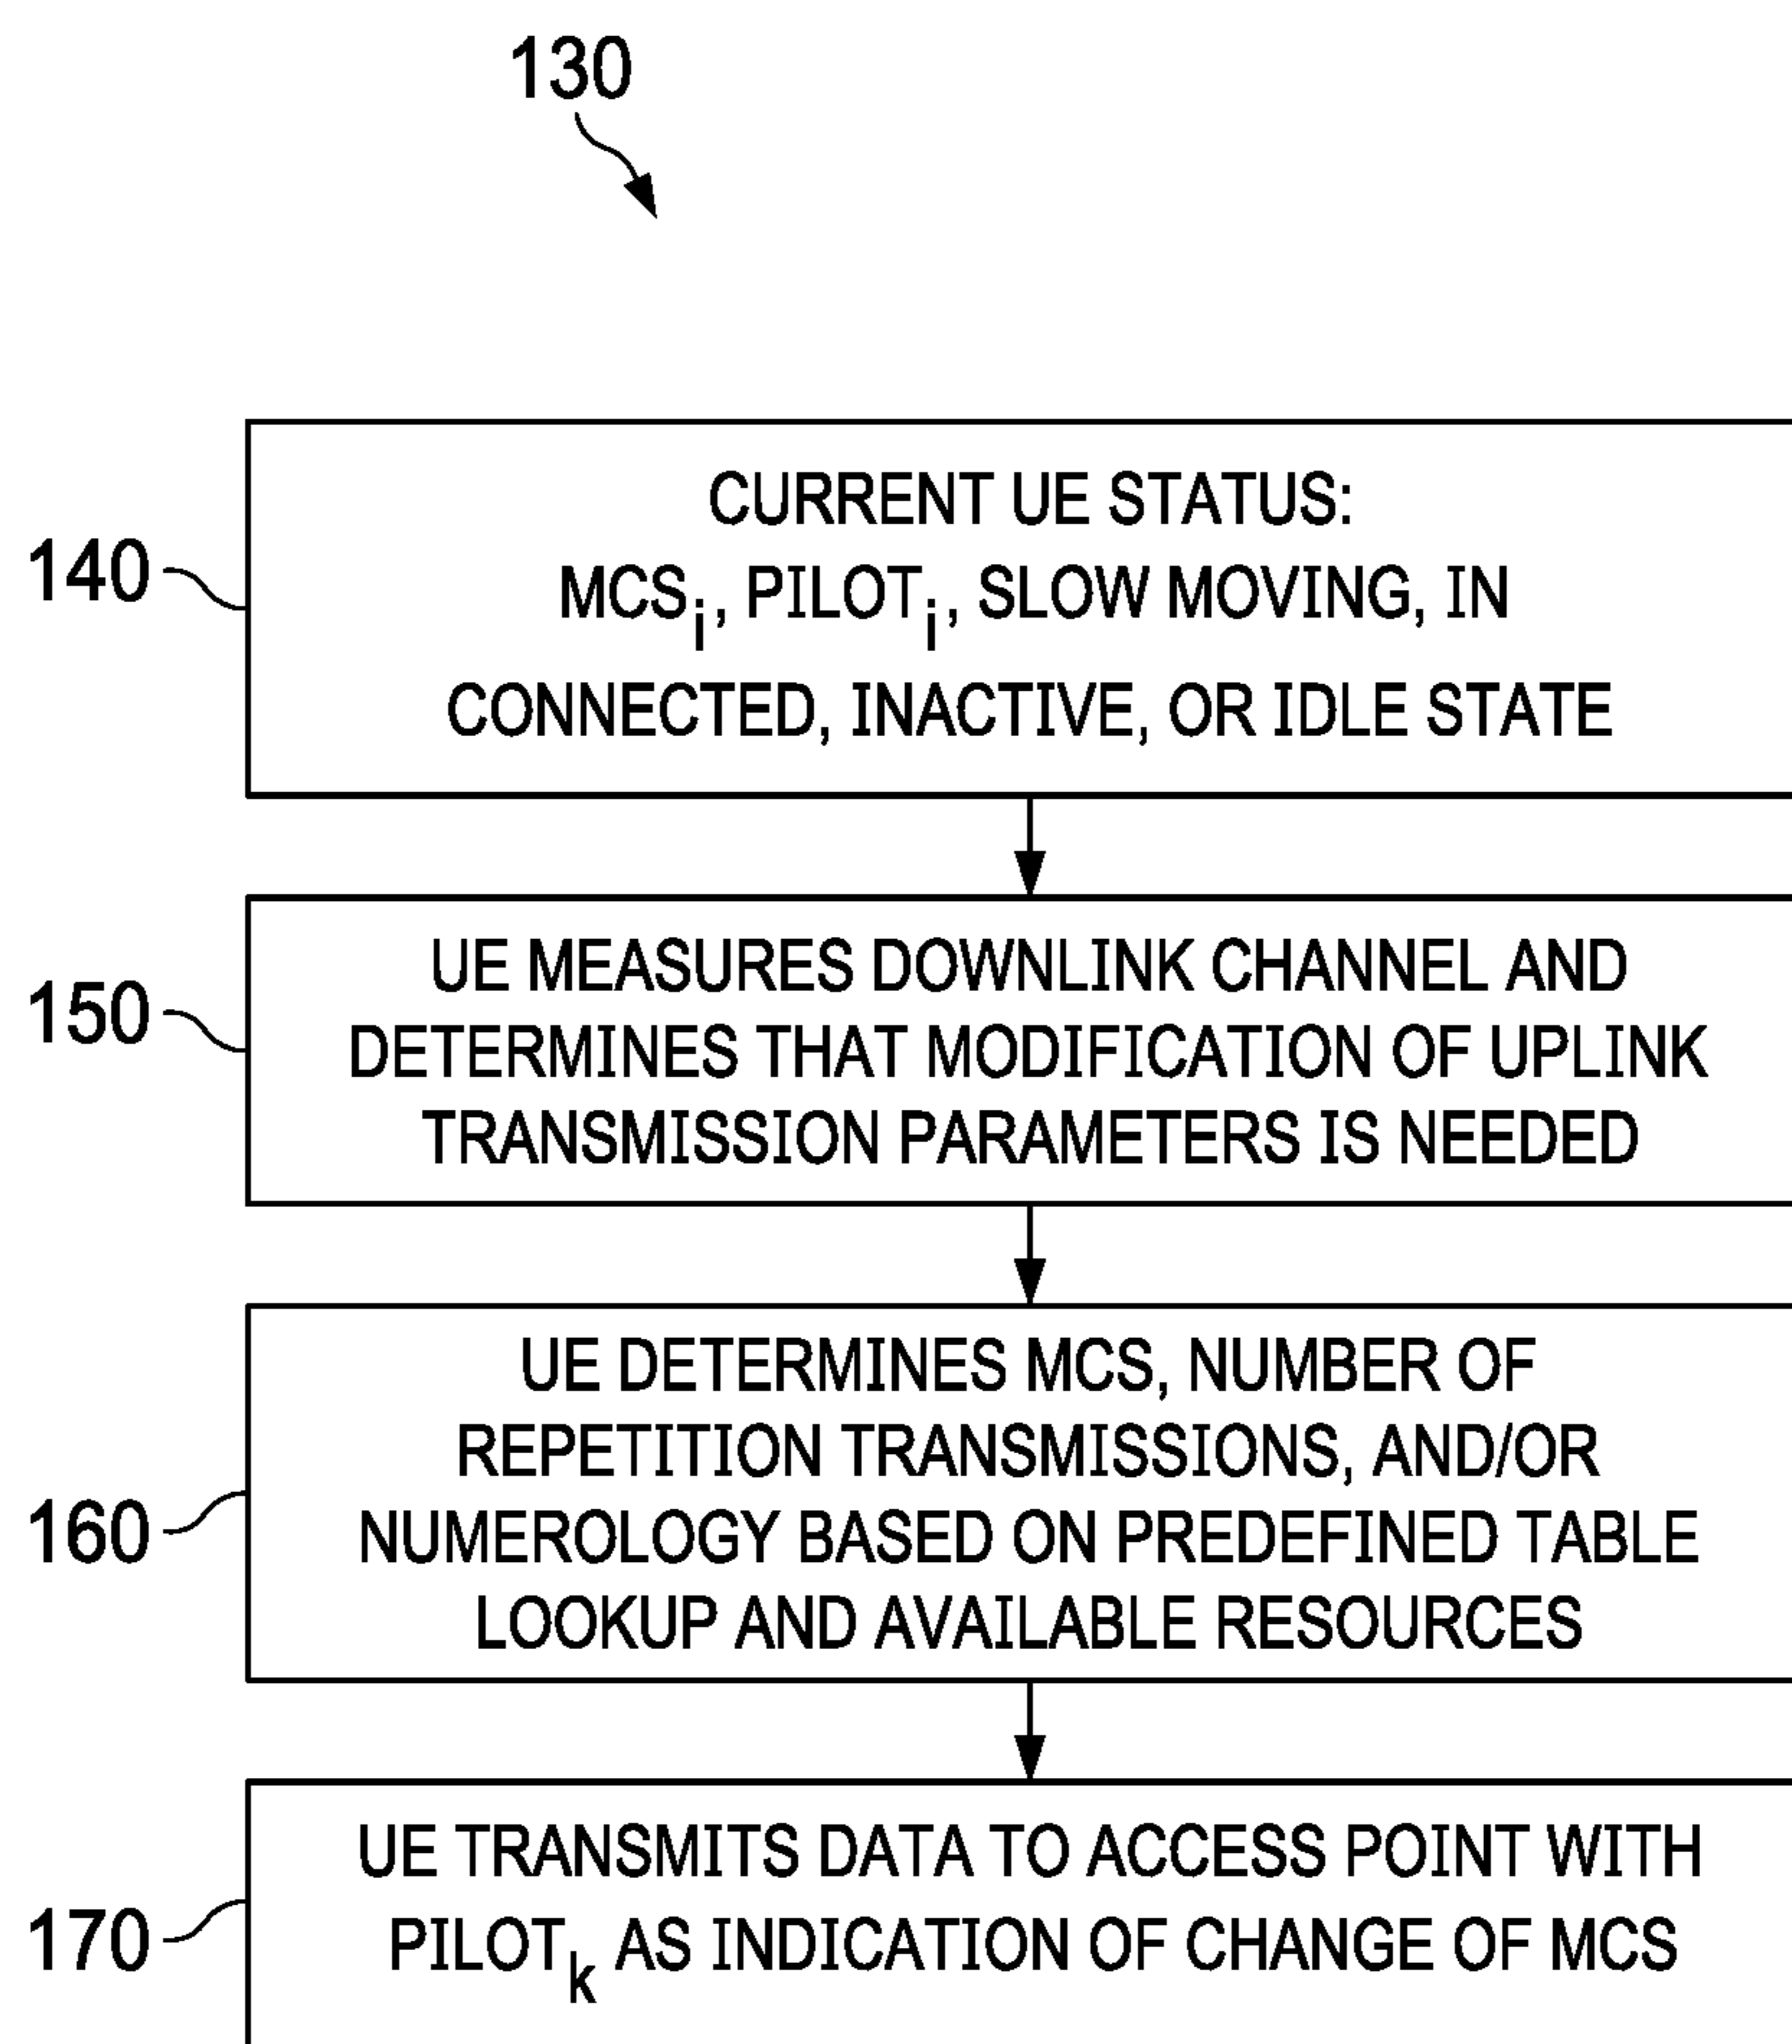 130
140
CURRENT UE STATUS:
MCSi, PILOTi, SLOW MOVING, IN
CONNECTED, INACTIVE, OR IDLE STATE
150
UE MEASURES DOWNLINK CHANNEL AND
DETERMINES THAT MODIFICATION OF UPLINK
TRANSMISSION PARAMETERS IS NEEDED
160
UE DETERMINES MCS, NUMBER OF
REPETITION TRANSMISSIONS, AND/OR
NUMEROLOGY BASED ON PREDEFINED TABLE
LOOKUP AND AVAILABLE RESOURCES
170
UE TRANSMITS DATA TO ACCESS POINT WITH
PILOTk AS INDICATION OF CHANGE OF MCS